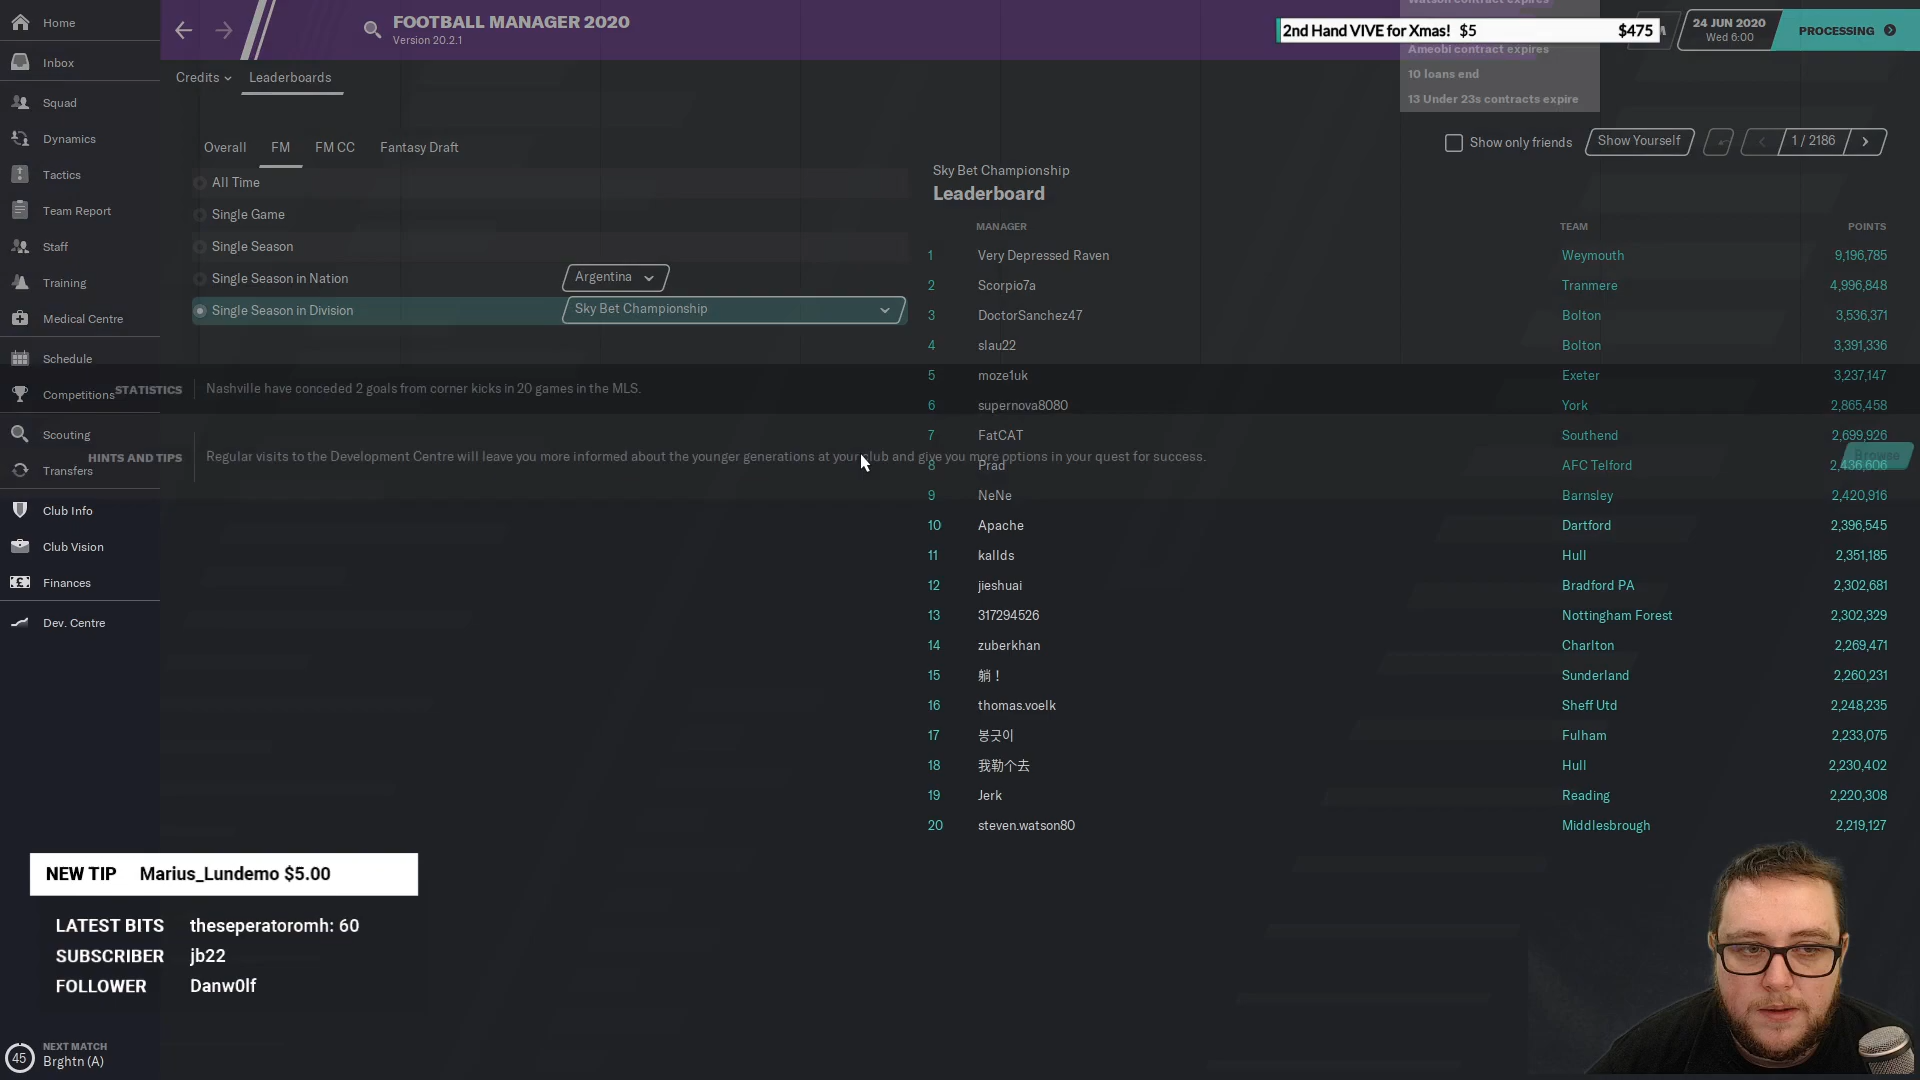 Home
Inbox
Squad
Dynamics
Tactics
Team Report
Staff
Training
Medical Centre
Schedule
Competitions
Scouting
Transfers
Club Info
Club Vision
Finances
Dev. Centre
FOOTBALL MANAGER 2020
Version 20.2.1
Watson contract expires
2nd Hand VIVE for Xmas! $5 $475
Ameobi contract expires
10 loans end
13 Under 23s contracts expire
24 JUN 2020
Wed 6:00
PROCESSING
Credits Leaderboards
Overall FM FM CC Fantasy Draft
Show only friends Show Yourself 1 / 2186
All Time
Single Game
Single Season
Single Season in Nation Argentina
Single Season in Division Sky Bet Championship
STATISTICS Nashville have conceded 2 goals from corner kicks in 20 games in the MLS.
HINTS AND TIPS Regular visits to the Development Centre will leave you more informed about the younger generations at your club and give you more options in your quest for success.
Browse
Sky Bet Championship
Leaderboard
MANAGER TEAM POINTS
1 Very Depressed Raven Weymouth 9,196,785
2 Scorpio7a Tranmere 4,996,848
3 DoctorSanchez47 Bolton 3,536,371
4 slau22 Bolton 3,391,336
5 moze1uk Exeter 3,237,147
6 supernova8080 York 2,865,458
7 FatCAT Southend 2,699,926
8 Prad AFC Telford 2,436,606
9 NeNe Barnsley 2,420,916
10 Apache Dartford 2,396,545
11 kallds Hull 2,351,185
12 jieshuai Bradford PA 2,302,681
13 317294526 Nottingham Forest 2,302,329
14 zuberkhan Charlton 2,269,471
15 躺！ Sunderland 2,260,231
16 thomas.voelk Sheff Utd 2,248,235
17 봉긋이 Fulham 2,233,075
18 我勒个去 Hull 2,230,402
19 Jerk Reading 2,220,308
20 steven.watson80 Middlesbrough 2,219,127
NEW TIP Marius_Lundemo $5.00
LATEST BITS theseperatoromh: 60
SUBSCRIBER jb22
FOLLOWER Danw0lf
45 NEXT MATCH
Brghtn (A)